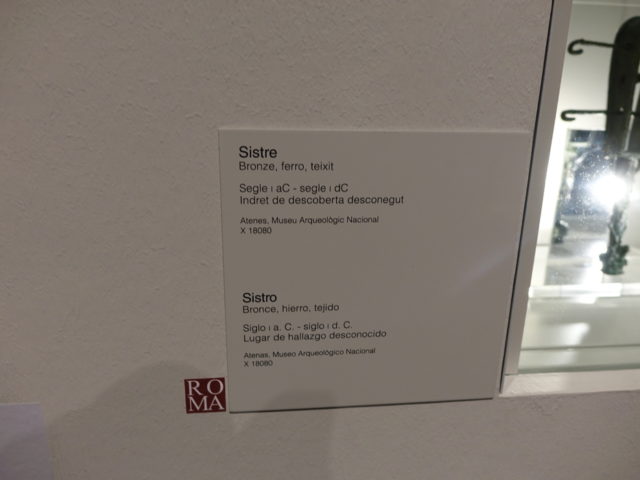 Sistre
Bronze, ferro, teixit
Segle I aC - segle I dC
Indret de descoberta desconegut
Atenes, Museu Arqueològic Nacional
X 18080
Sistro
Bronce, hierro, tejido
Siglo I a. C. - siglo I d. C.
Lugar de hallazgo desconocido
Atenas, Museo Arqueológico Nacional
X 18080
RO
MA